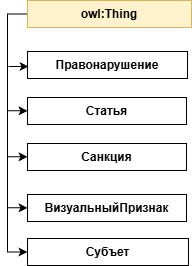 owl:Thing
Правонарушение
Статья
Санкция
ВизуальныйПризнак
Субъет